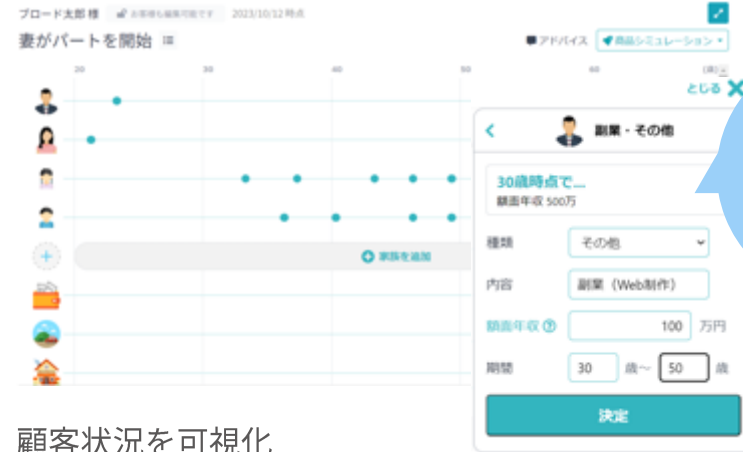 ブロード太郎 様 お客様も編集可能です 2023/10/12 時点
妻がパートを開始
アドバイス 商品シミュレーション
20 30 40 50 60 (歳)
とじる
副業・その他
30歳時点で...
額面年収 500万
種類 その他
家族を追加
内容 副業（Web制作）
額面年収 100 万円
期間 30 歳～ 50 歳
決定
顧客状況を可視化